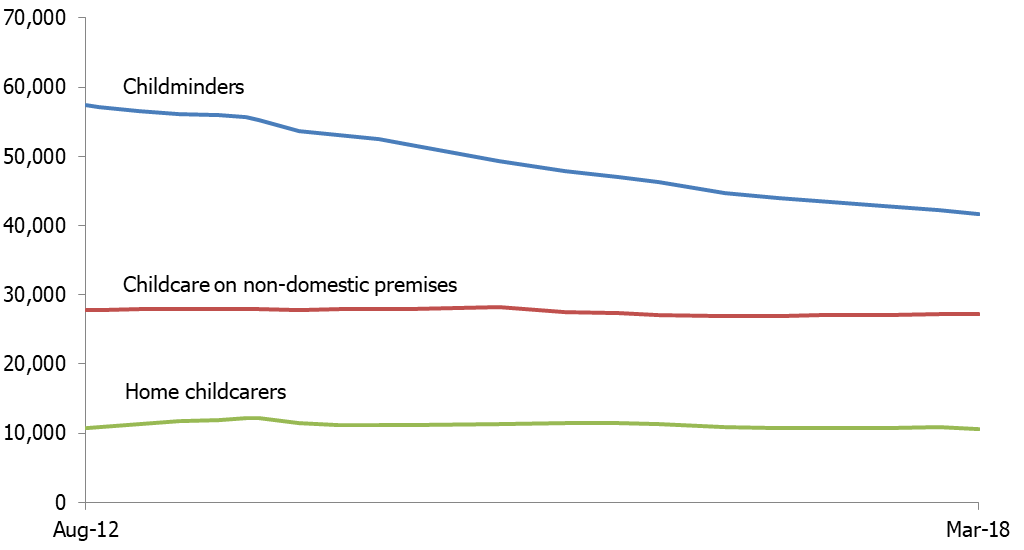 70,000
60,000
Childminders
50,000
40,000
Childcare on non-domestic premises
30,000
20,000
Home childcarers
10,000
0
Aug-12
Mar-18